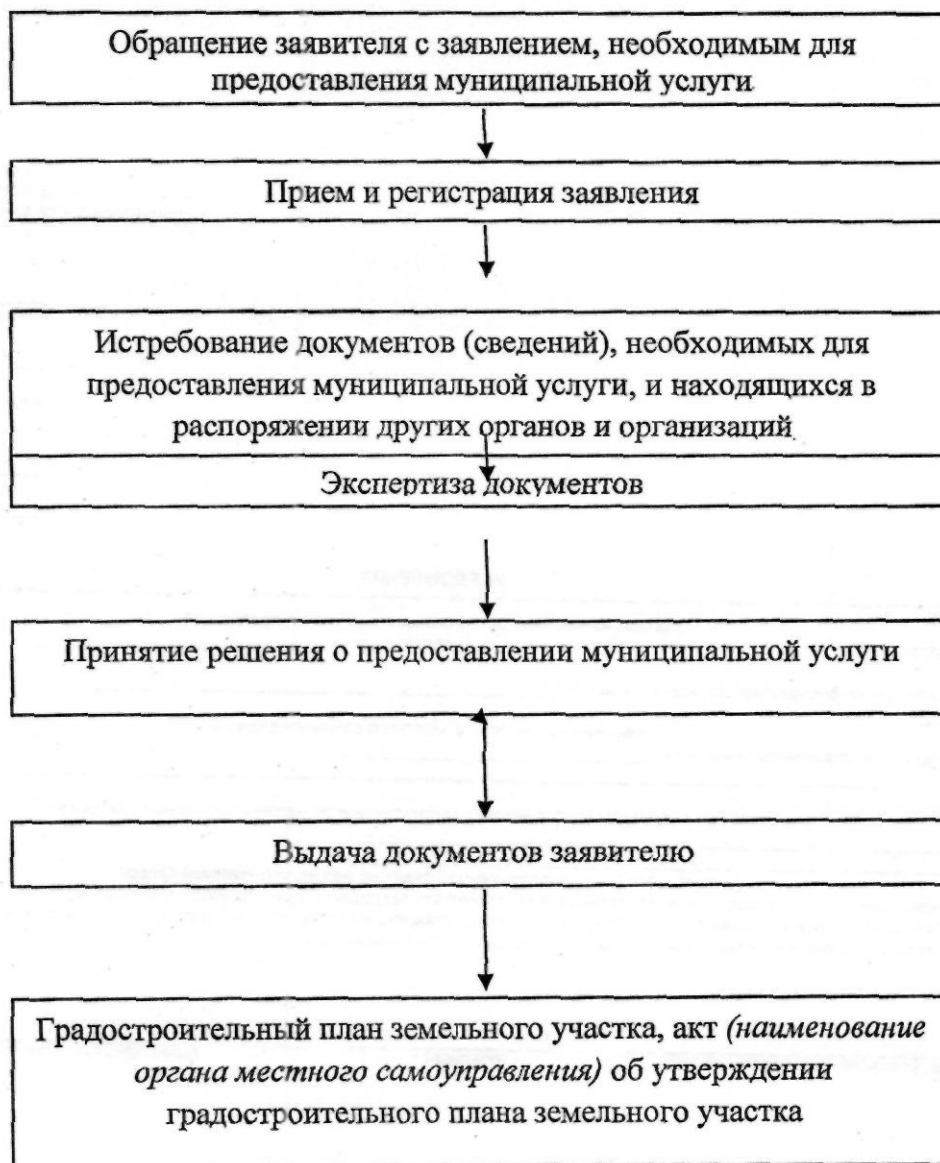 Обращение заявителя с заявлением, необходимым для
предоставления муниципальной услуги
Прием и регистрация заявления
Истребование документов (сведений), необходимых для
предоставления муниципальной услуги, и находящихся в
распоряжении других органов и организаций
Экспертиза документов
Принятие решения о предоставлении муниципальной услуги
Выдача документов заявителю
Градостроительный план земельного участка, акт (наименование
органа местного самоуправления) об утверждении
градостроительного плана земельного участка